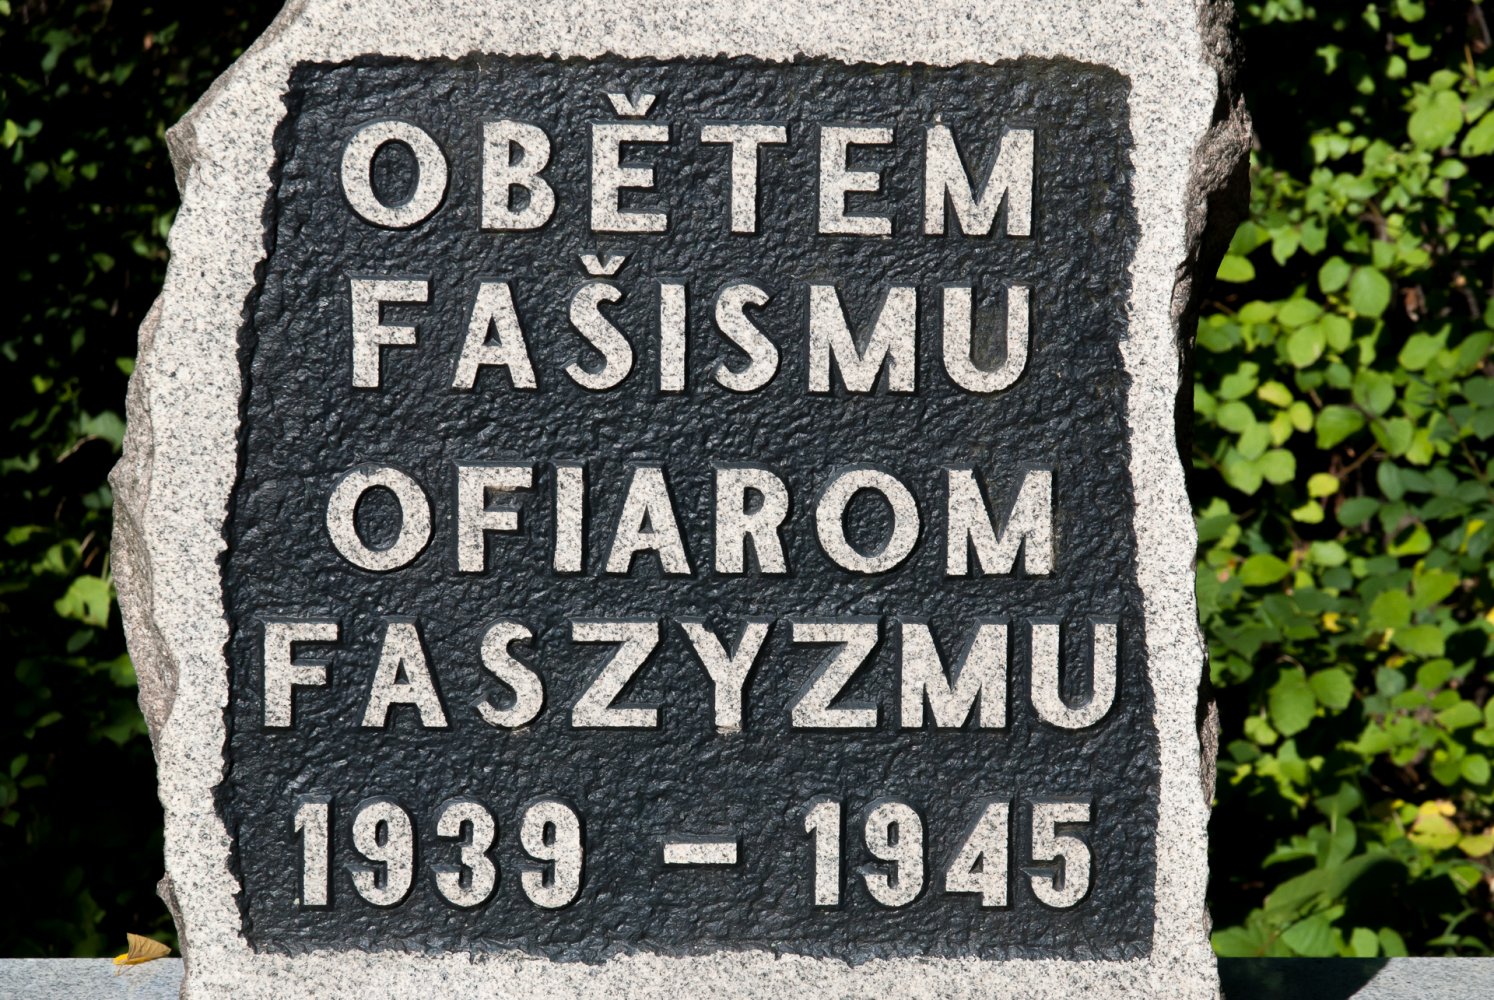 OBĚTEM
FAŠISMU
OFIAROM
FASZYZMU
1939 – 1945